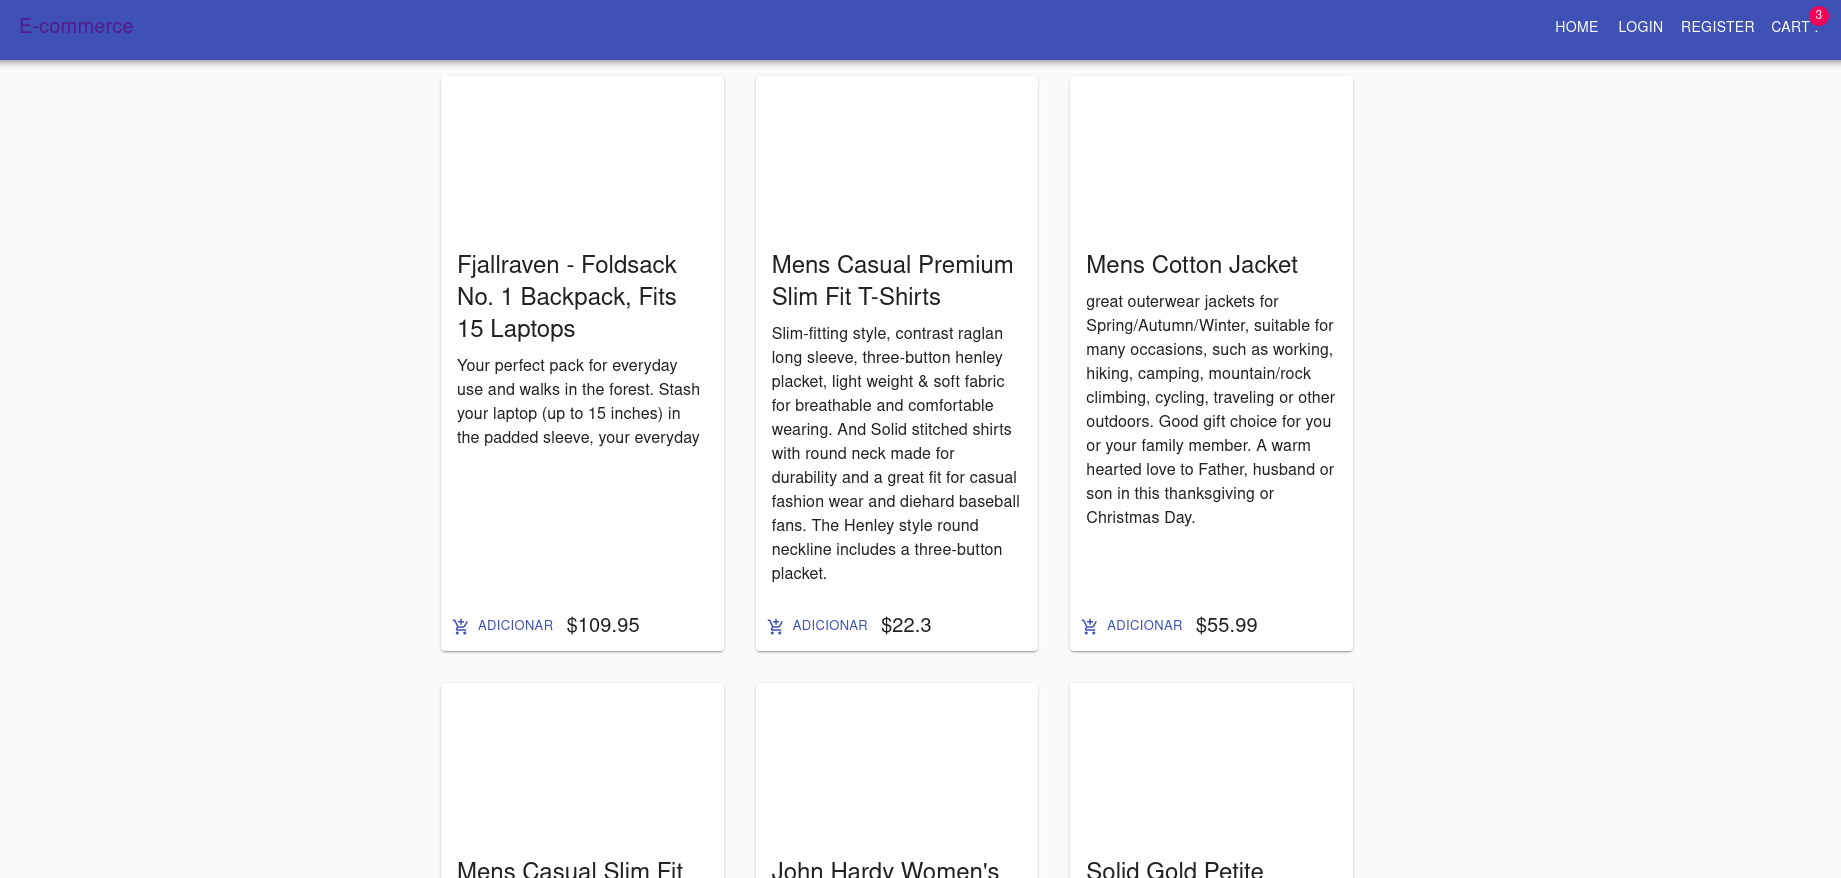 E-commerce
HOME LOGIN REGISTER CART . 3
Fjallraven - Foldsack
No. 1 Backpack, Fits
15 Laptops
Your perfect pack for everyday
use and walks in the forest. Stash
your laptop (up to 15 inches) in
the padded sleeve, your everyday
ADICIONAR $109.95
Mens Casual Premium
Slim Fit T-Shirts
Slim-fitting style, contrast raglan
long sleeve, three-button henley
placket, light weight & soft fabric
for breathable and comfortable
wearing. And Solid stitched shirts
with round neck made for
durability and a great fit for casual
fashion wear and diehard baseball
fans. The Henley style round
neckline includes a three-button
placket.
ADICIONAR $22.3
Mens Cotton Jacket
great outerwear jackets for
Spring/Autumn/Winter, suitable for
many occasions, such as working,
hiking, camping, mountain/rock
climbing, cycling, traveling or other
outdoors. Good gift choice for you
or your family member. A warm
hearted love to Father, husband or
son in this thanksgiving or
Christmas Day.
ADICIONAR $55.99
Mens Casual Slim Fit
John Hardy Women's
Solid Gold Petite